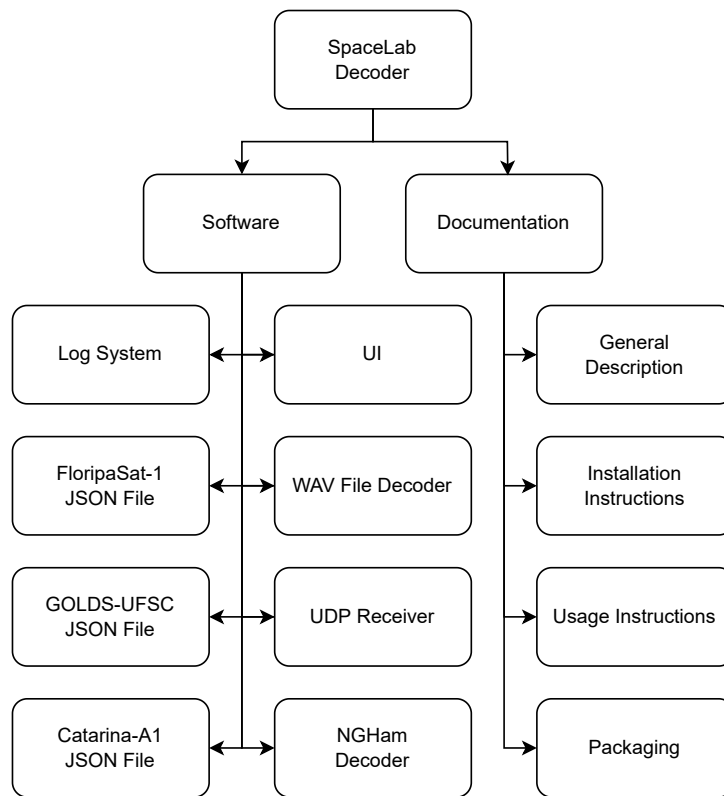 SpaceLab
Decoder
Software
Documentation
Log System
UI
General
Description
FloripaSat-1
JSON File
WAV File Decoder
Installation
Instructions
GOLDS-UFSC
JSON File
UDP Receiver
Usage Instructions
Catarina-A1
JSON File
NGHam
Decoder
Packaging